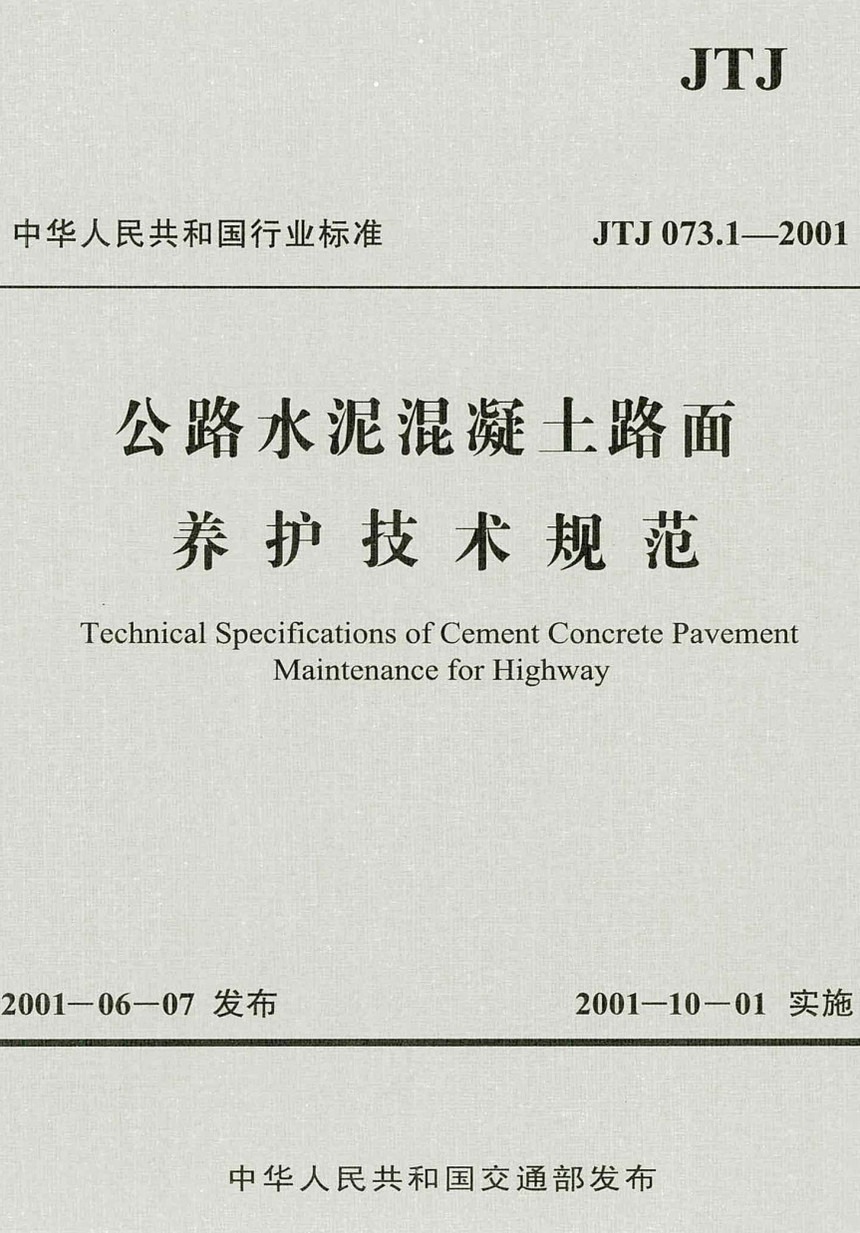 JTJ
中华人民共和国行业标准 JTJ 073.1—2001
公路水泥混凝土路面
养护技术规范
Technical Specifications of Cement Concrete Pavement
Maintenance for Highway
2001—06—07 发布 2001—10—01 实施
中华人民共和国交通部发布